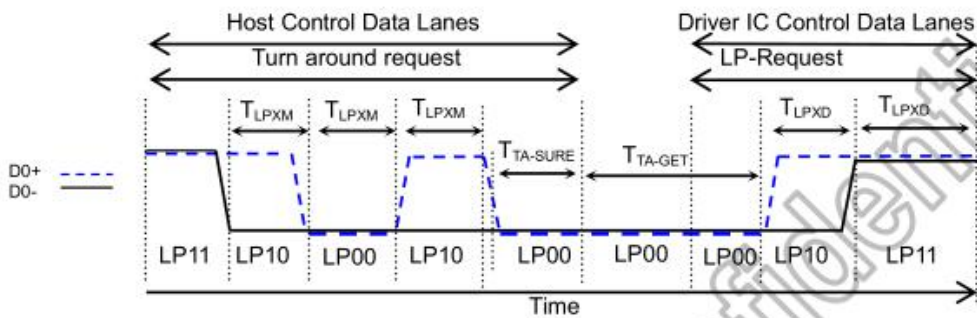 Host Control Data Lanes
Driver IC Control Data Lanes
Turn around request
LP-Request
TLPXM TLPXM TLPXM TLPXD TLPXD
TTA-SURE TTA-GET
D0+
D0-
LP11 LP10 LP00 LP10 LP00 LP00 LP00 LP10 LP11
Time